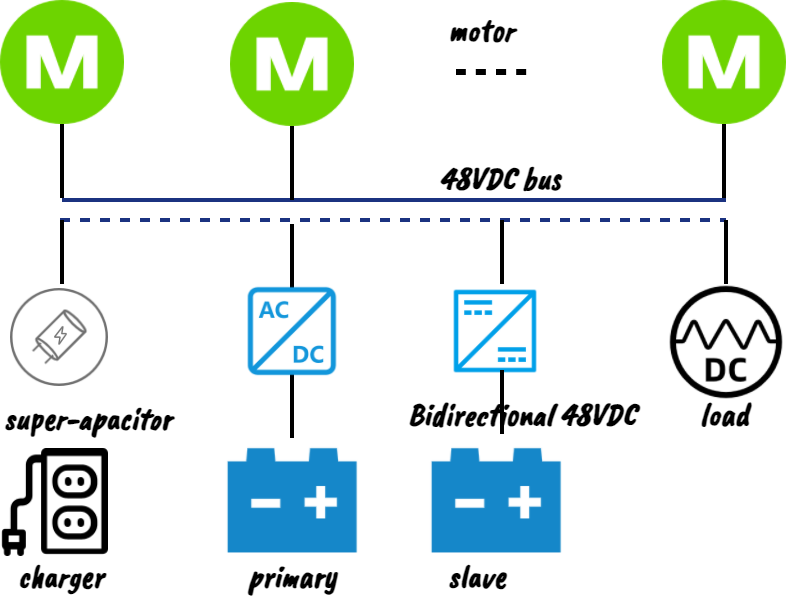 M
M
motor
M
48VDC bus
AC
DC
DC
super-apacitor
Bidirectional 48VDC
load
- +
- +
charger
primary
slave